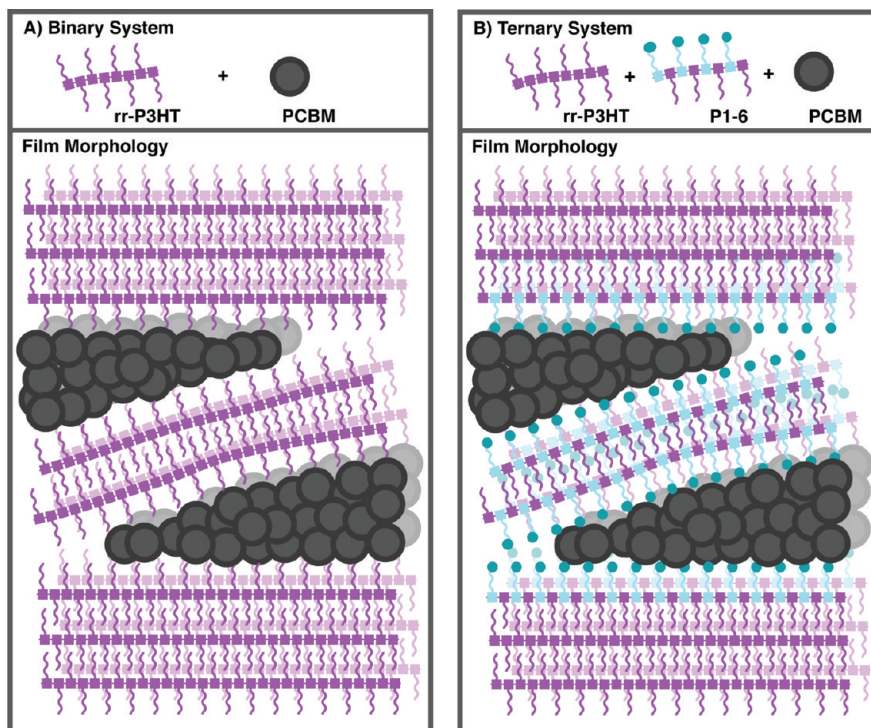 A) Binary System
+
rr-P3HT PCBM
Film Morphology
B) Ternary System
+ +
rr-P3HT P1-6 PCBM
Film Morphology